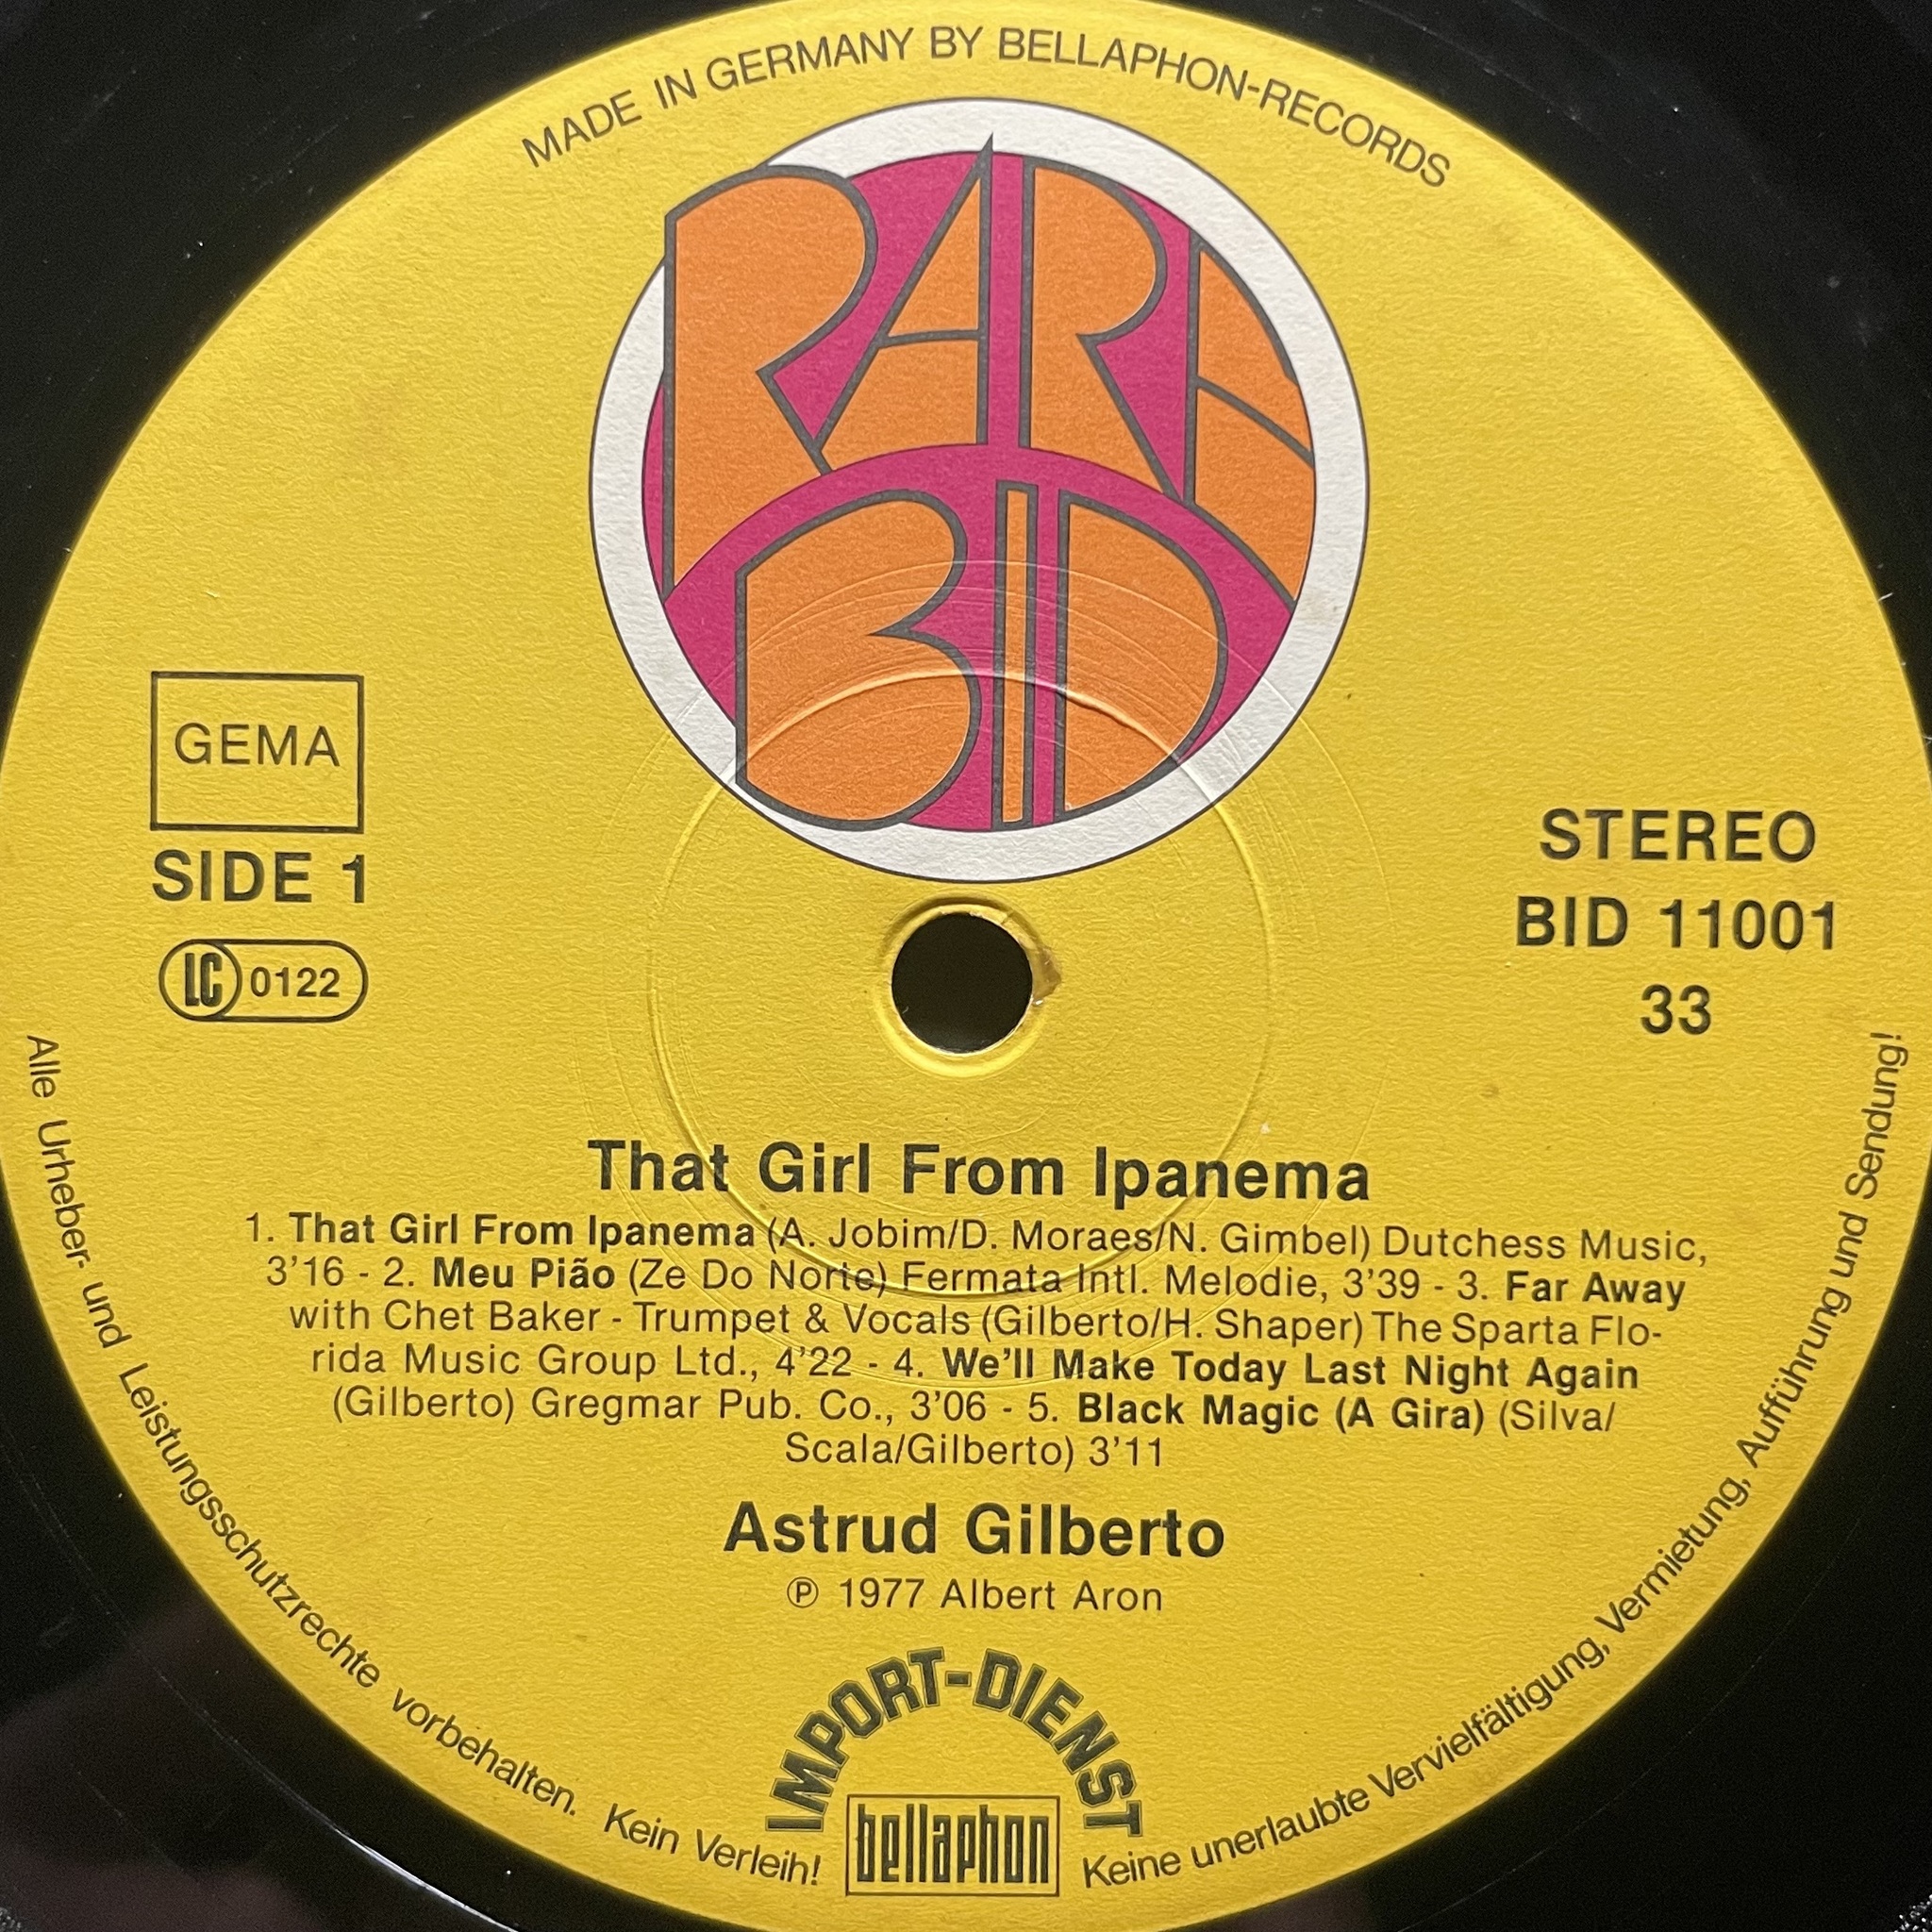 MADE IN GERMANY BY BELLAPHON-RECORDS
RARE
BID
GEMA
SIDE 1
LC 0122
STEREO
BID 11001
33
That Girl From Ipanema
1. That Girl From Ipanema (A. Jobim/D. Moraes/N. Gimbel) Dutchess Music,
3'16 - 2. Meu Pião (Ze Do Norte) Fermata Intl. Melodie, 3'39 - 3. Far Away
with Chet Baker - Trumpet & Vocals (Gilberto/H. Shaper) The Sparta Flo-
rida Music Group Ltd., 4'22 - 4. We'll Make Today Last Night Again
(Gilberto) Gregmar Pub. Co., 3'06 - 5. Black Magic (A Gira) (Silva/
Scala/Gilberto) 3'11
Astrud Gilberto
℗ 1977 Albert Aron
IMPORT-DIENST
bellaphon
Alle Urheber- und Leistungsschutzrechte vorbehalten. Kein Verleih! Keine unerlaubte Vervielfältigung, Vermietung, Aufführung und Sendung!